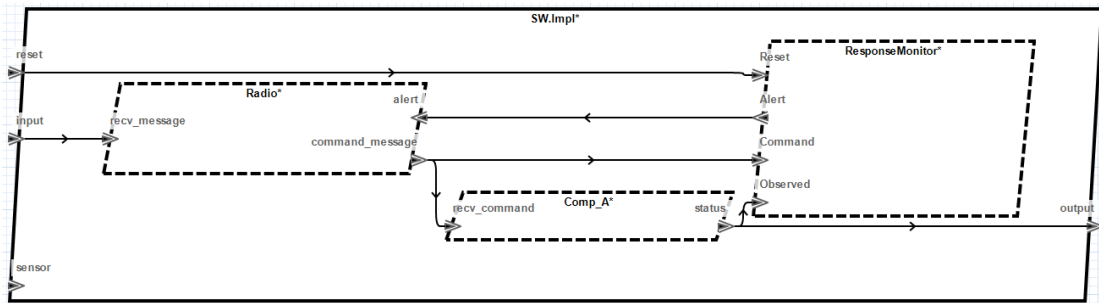 SW.Impl*
reset
Reset
ResponseMonitor*
Radio*
alert
Alert
input
recv_message
command_message
Command
Observed
recv_command
Comp_A*
status
output
sensor